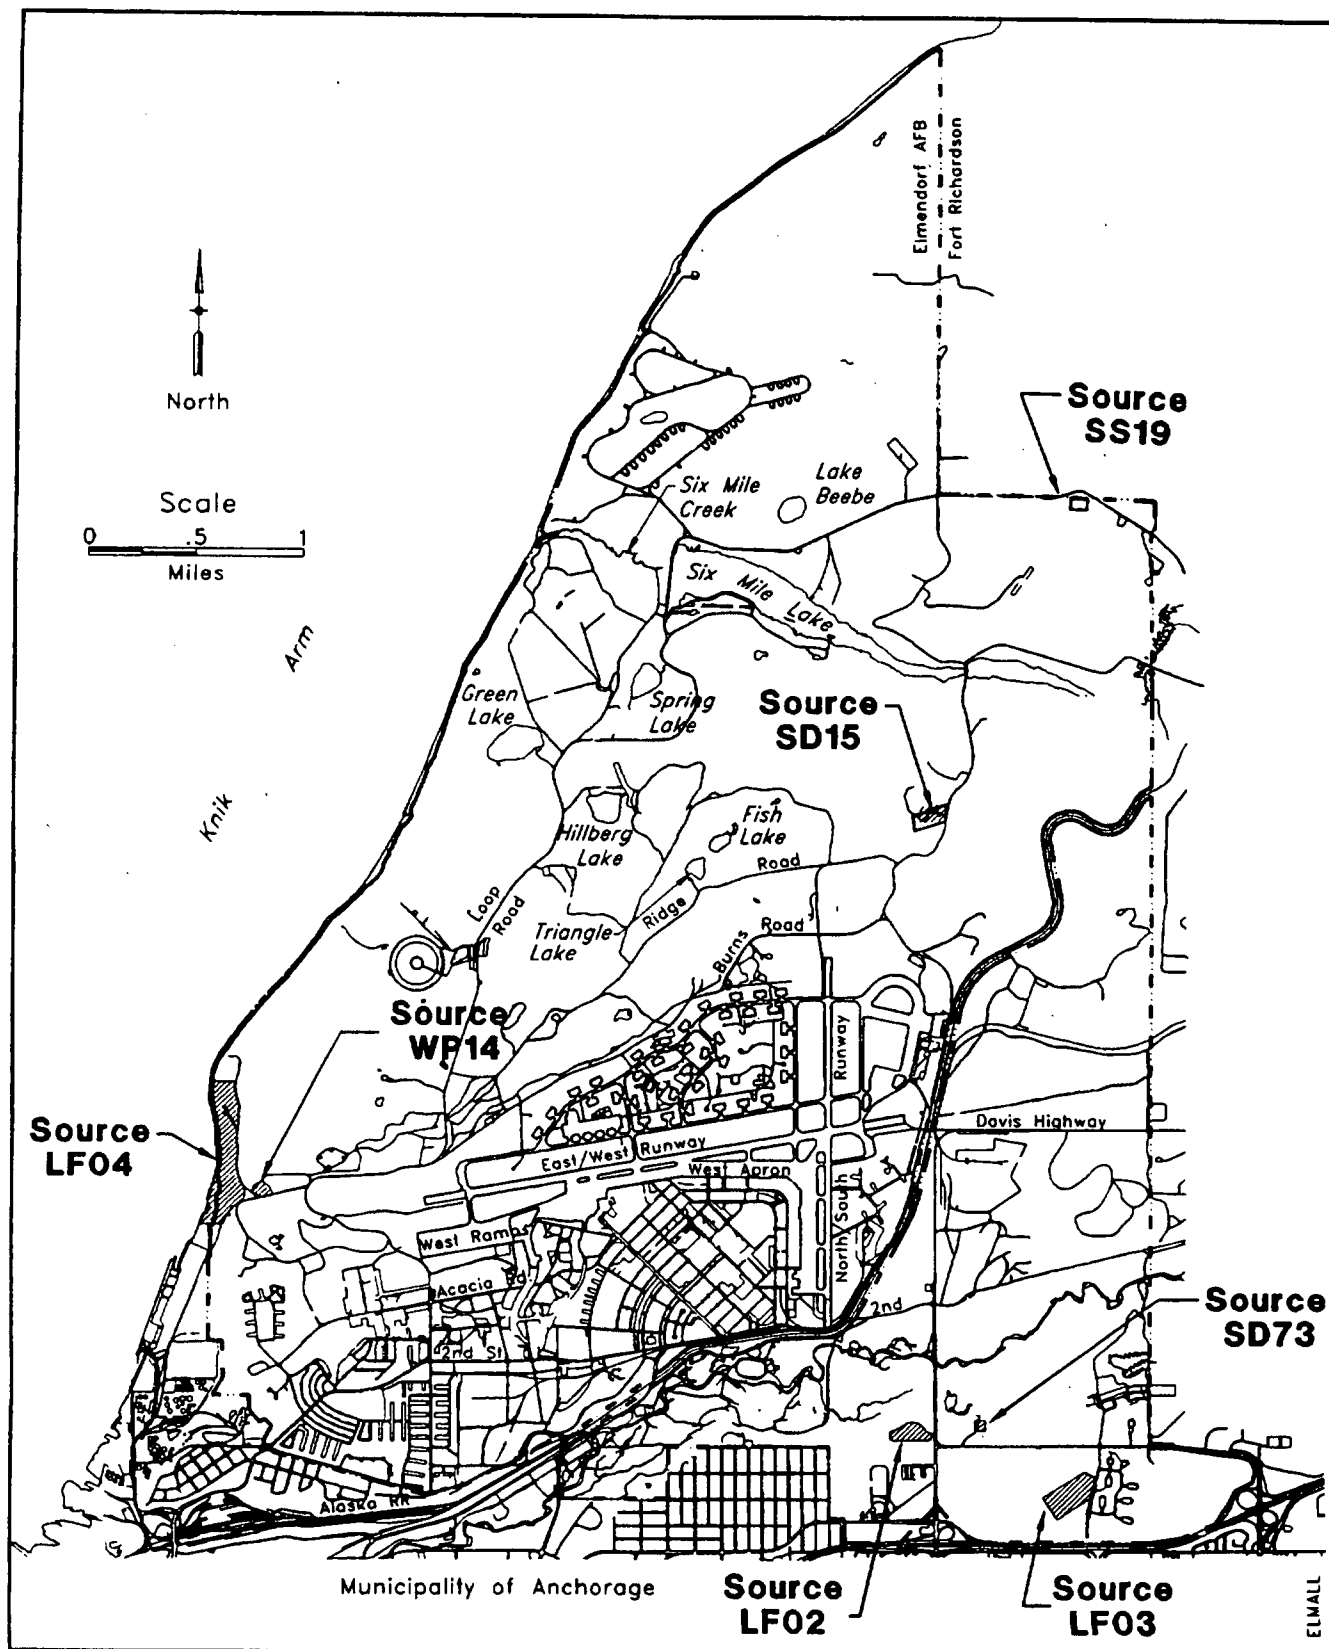 Elmendorf AFB
Fort Richardson
North
Source
SS19
Scale
0 .5 1
Miles
Six Mile
Creek
Lake
Beebe
Six Mile Lake
Knik Arm
Green
Lake
Spring
Lake
Source
SD15
Hillberg
Lake
Fish
Lake
Loop
Road
Triangle
Lake
Ridge Road
Burns Road
Source
WP14
Source
LF04
East/West Runway
West Apron
North/South Runway
Davis Highway
West Ramp
Acacia Rd.
2nd St
2nd
Source
SD73
Alaska RR
Municipality of Anchorage
Source
LF02
Source
LF03
ELMALL